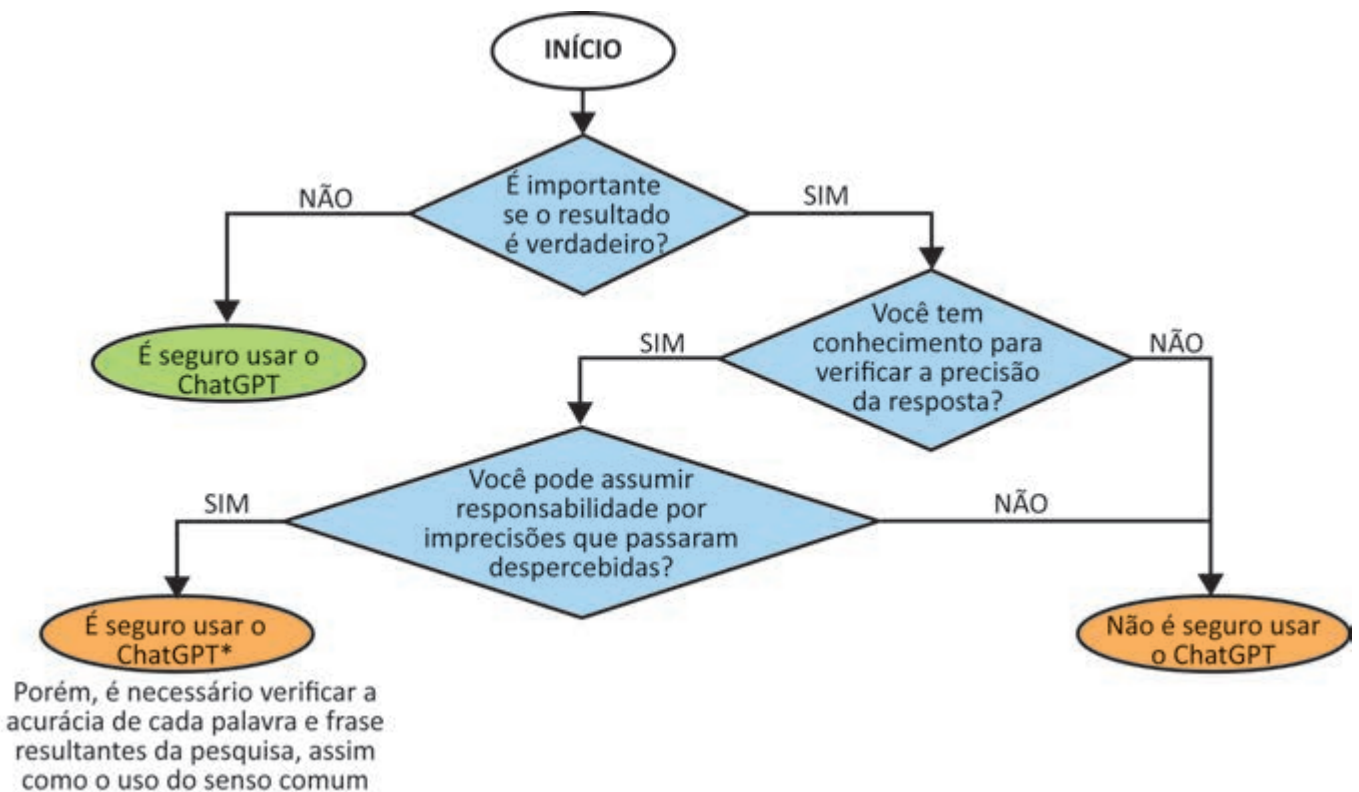 INÍCIO
É importante
se o resultado
é verdadeiro?
NÃO
SIM
É seguro usar o
ChatGPT
Você tem
conhecimento para
verificar a precisão
da resposta?
SIM
NÃO
Você pode assumir
responsabilidade por
imprecisões que passaram
despercebidas?
SIM
NÃO
É seguro usar o
ChatGPT*
Porém, é necessário verificar a
acurácia de cada palavra e frase
resultantes da pesquisa, assim
como o uso do senso comum
Não é seguro usar
o ChatGPT